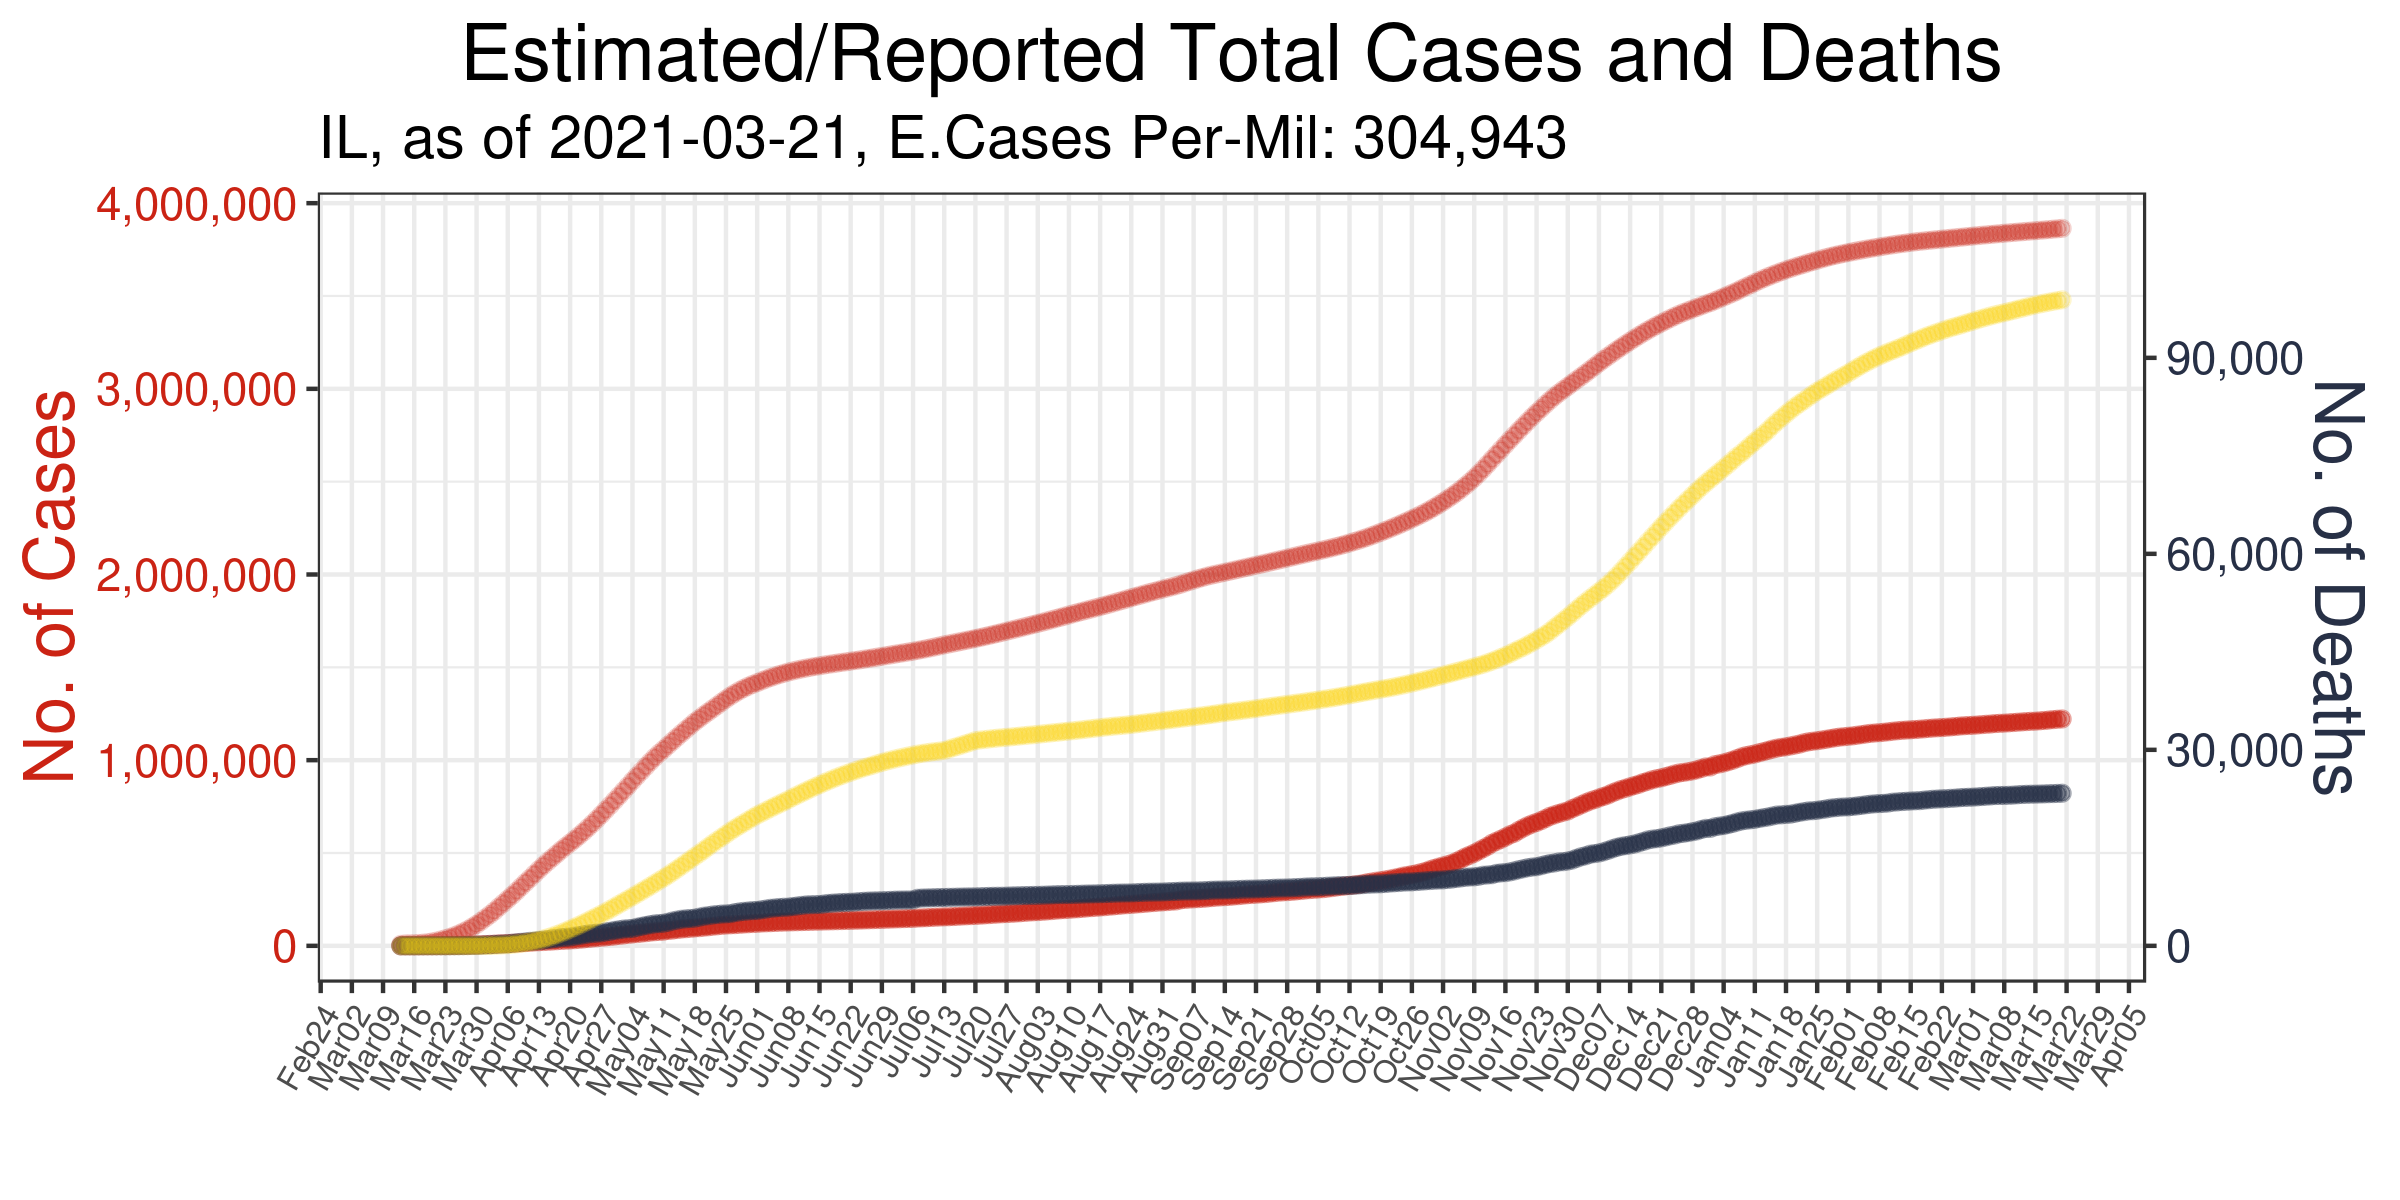 Estimated/Reported Total Cases and Deaths
IL, as of 2021-03-21, E.Cases Per-Mil: 304,943
No. of Cases
4,000,000
3,000,000
2,000,000
1,000,000
0
90,000
60,000
30,000
0
No. of Deaths
Feb24
Mar02
Mar09
Mar16
Mar23
Mar30
Apr06
Apr13
Apr20
Apr27
May04
May11
May18
May25
Jun01
Jun08
Jun15
Jun22
Jun29
Jul06
Jul13
Jul20
Jul27
Aug03
Aug10
Aug17
Aug24
Aug31
Sep07
Sep14
Sep21
Sep28
Oct05
Oct12
Oct19
Oct26
Nov02
Nov09
Nov16
Nov23
Nov30
Dec07
Dec14
Dec21
Dec28
Jan04
Jan11
Jan18
Jan25
Feb01
Feb08
Feb15
Feb22
Mar01
Mar08
Mar15
Mar22
Mar29
Apr05